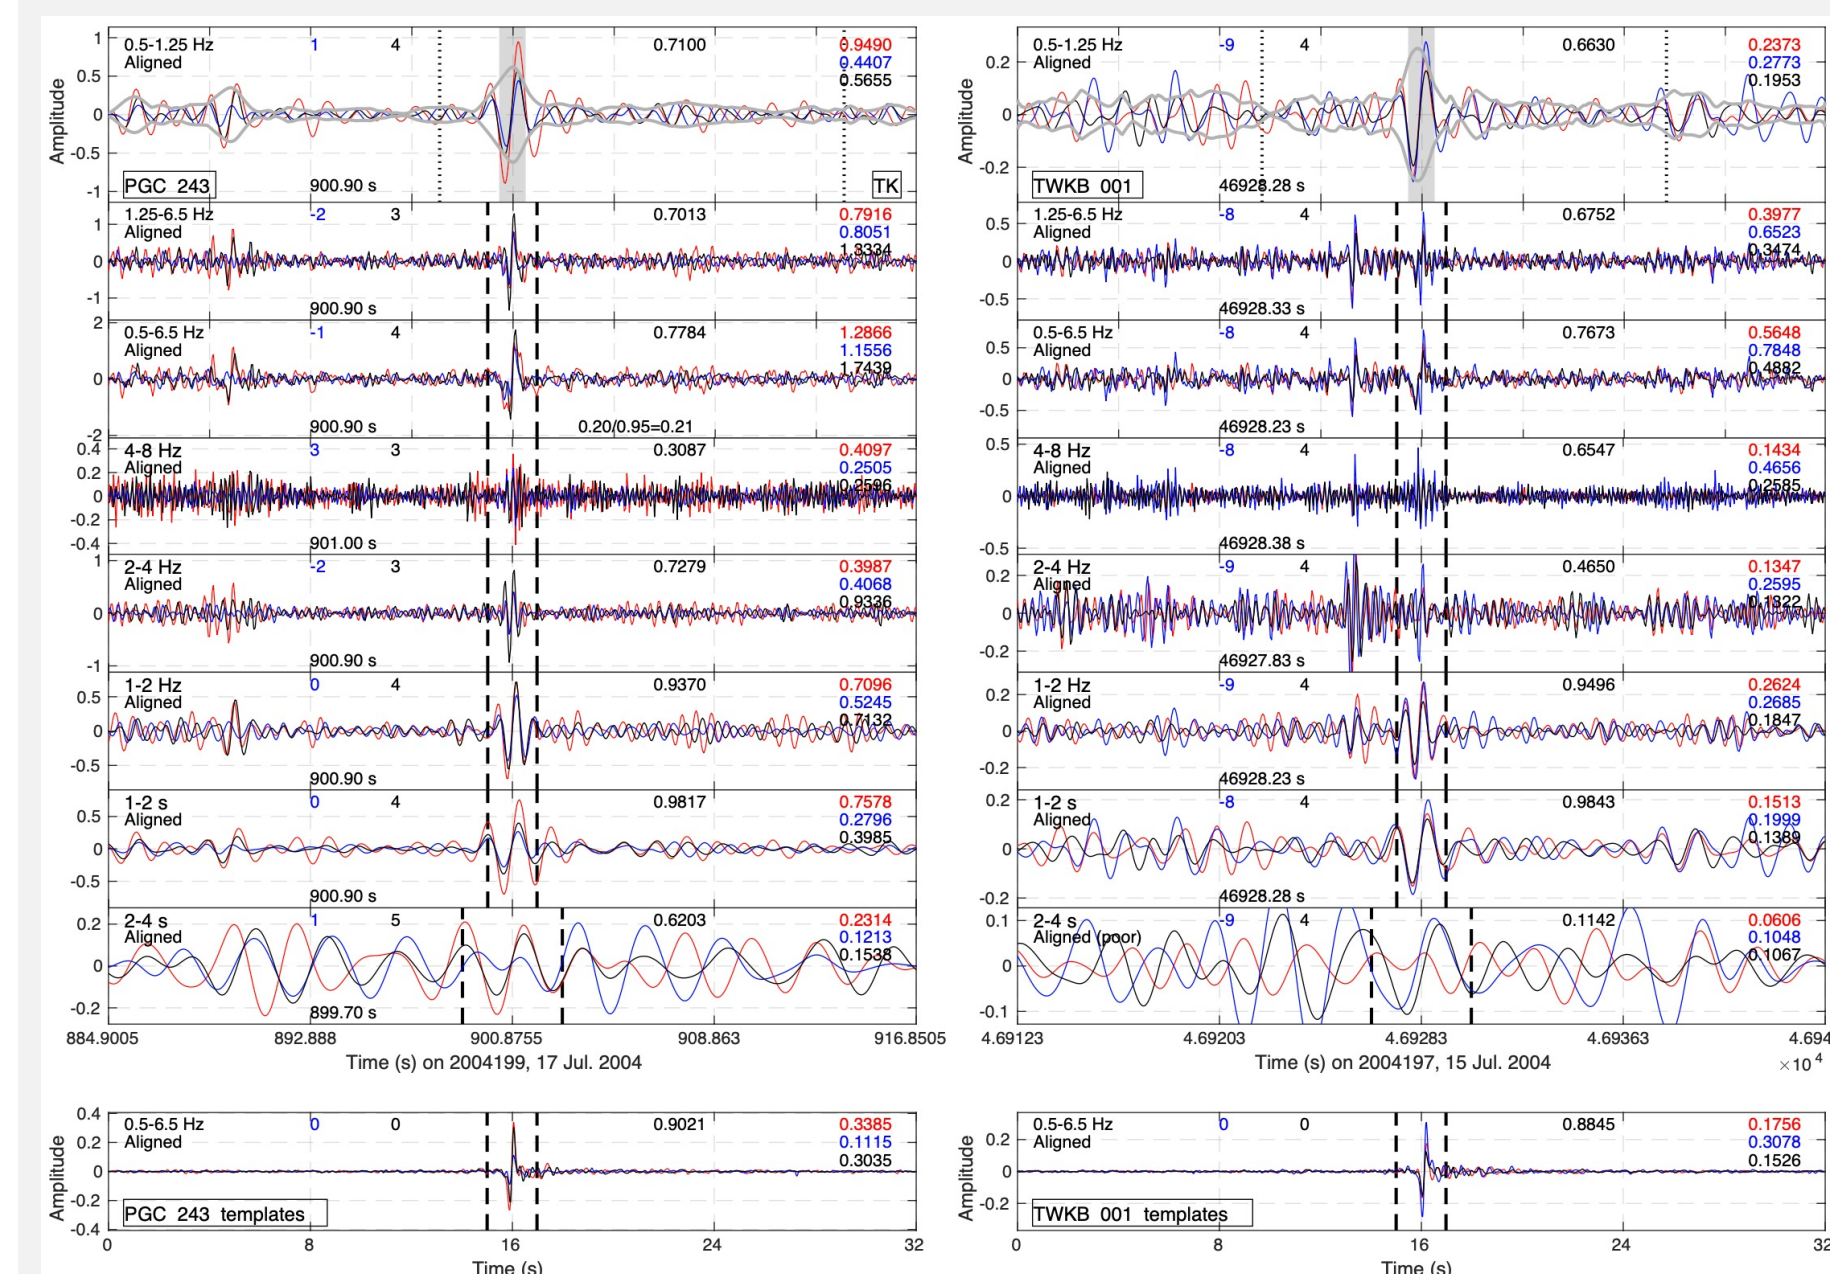 0.5-1.25 Hz 1 4 0.7100 0.9490
Aligned 0.4407
0.5655
1
0.5
0
-0.5
-1
Amplitude
PGC 243 900.90 s TK
1.25-6.5 Hz -2 3 0.7013 0.7916
Aligned 0.8051
1.3334
1
0
-1
900.90 s
0.5-6.5 Hz -1 4 0.7784 1.2866
Aligned 1.1556
1.7439
2
0
-2
900.90 s 0.20/0.95=0.21
4-8 Hz 3 3 0.3087 0.4097
Aligned 0.2505
0.2596
0.4
0.2
0
-0.2
-0.4
901.00 s
2-4 Hz -2 3 0.7279 0.3987
Aligned 0.4068
0.9336
1
0
-1
900.90 s
1-2 Hz 0 4 0.9370 0.7096
Aligned 0.5245
0.7132
0.5
0
-0.5
900.90 s
1-2 s 0 4 0.9817 0.7578
Aligned 0.2796
0.3985
0.5
0
-0.5
900.90 s
2-4 s 1 5 0.6203 0.2314
Aligned 0.1213
0.1538
0.2
0
-0.2
899.70 s
884.9005 892.888 900.8755 908.863 916.8505
Time (s) on 2004199, 17 Jul. 2004
0.5-6.5 Hz 0 0 0.9021 0.3385
Aligned 0.1115
0.3035
0.4
0.2
0
-0.2
-0.4
Amplitude
PGC 243 templates
0 8 16 24 32
Time (s)
0.5-1.25 Hz -9 4 0.6630 0.2373
Aligned 0.2773
0.1953
0.2
0
-0.2
Amplitude
TWKB 001 46928.28 s
1.25-6.5 Hz -8 4 0.6752 0.3977
Aligned 0.6523
0.3474
0.5
0
-0.5
46928.33 s
0.5-6.5 Hz -8 4 0.7673 0.5648
Aligned 0.7848
0.4882
0.5
0
-0.5
46928.23 s
4-8 Hz -8 4 0.6547 0.1434
Aligned 0.4656
0.2585
0.5
0
-0.5
46928.38 s
2-4 Hz -9 4 0.4650 0.1347
Aligned 0.2595
0.1322
0.2
0
-0.2
46927.83 s
1-2 Hz -9 4 0.9496 0.2624
Aligned 0.2685
0.1847
0.2
0
-0.2
46928.23 s
1-2 s -8 4 0.9843 0.1513
Aligned 0.1999
0.1389
0.2
0
-0.2
46928.28 s
2-4 s -9 4 0.1142 0.0606
Aligned (poor) 0.1048
0.1067
0.1
0
-0.1
4.69123 4.69203 4.69283 4.69363 4.694
Time (s) on 2004197, 15 Jul. 2004 ×10 4
0.5-6.5 Hz 0 0 0.8845 0.1756
Aligned 0.3078
0.1526
0.2
0
-0.2
Amplitude
TWKB 001 templates
0 8 16 24 32
Time (s)